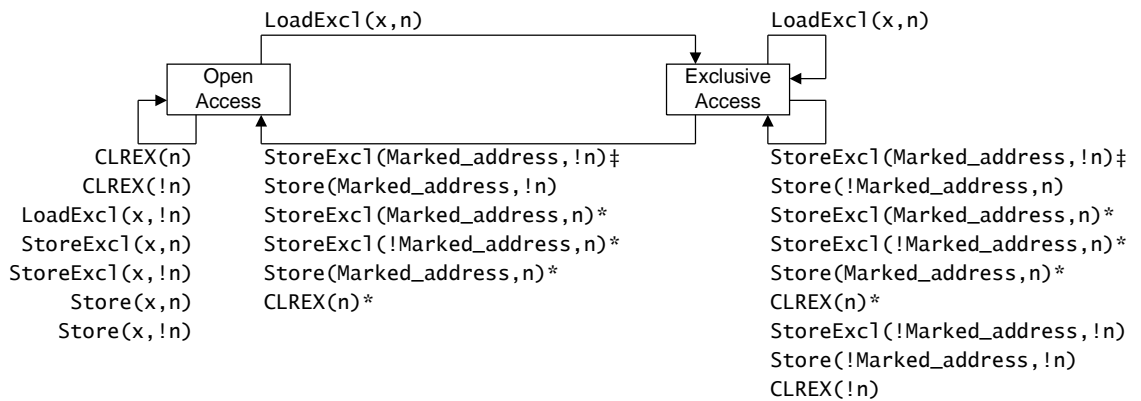 LoadExcl(x,n)
LoadExcl(x,n)
Open
Access
Exclusive
Access
CLREX(n)
CLREX(!n)
LoadExcl(x,!n)
StoreExcl(x,n)
StoreExcl(x,!n)
Store(x,n)
Store(x,!n)
StoreExcl(Marked_address,!n)‡
Store(Marked_address,!n)
StoreExcl(Marked_address,n)*
StoreExcl(!Marked_address,n)*
Store(Marked_address,n)*
CLREX(n)*
StoreExcl(Marked_address,!n)‡
Store(!Marked_address,n)
StoreExcl(Marked_address,n)*
StoreExcl(!Marked_address,n)*
Store(Marked_address,n)*
CLREX(n)*
StoreExcl(!Marked_address,!n)
Store(!Marked_address,!n)
CLREX(!n)